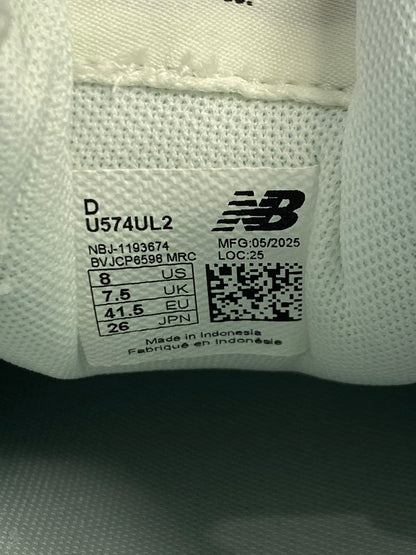 D
U574UL2
NB
NBJ-1193674
BVJCP6598 MRC
MFG:05/2025
LOC:25
8 US
7.5 UK
41.5 EU
26 JPN
Made in Indonesia
Fabriqué en Indonésie